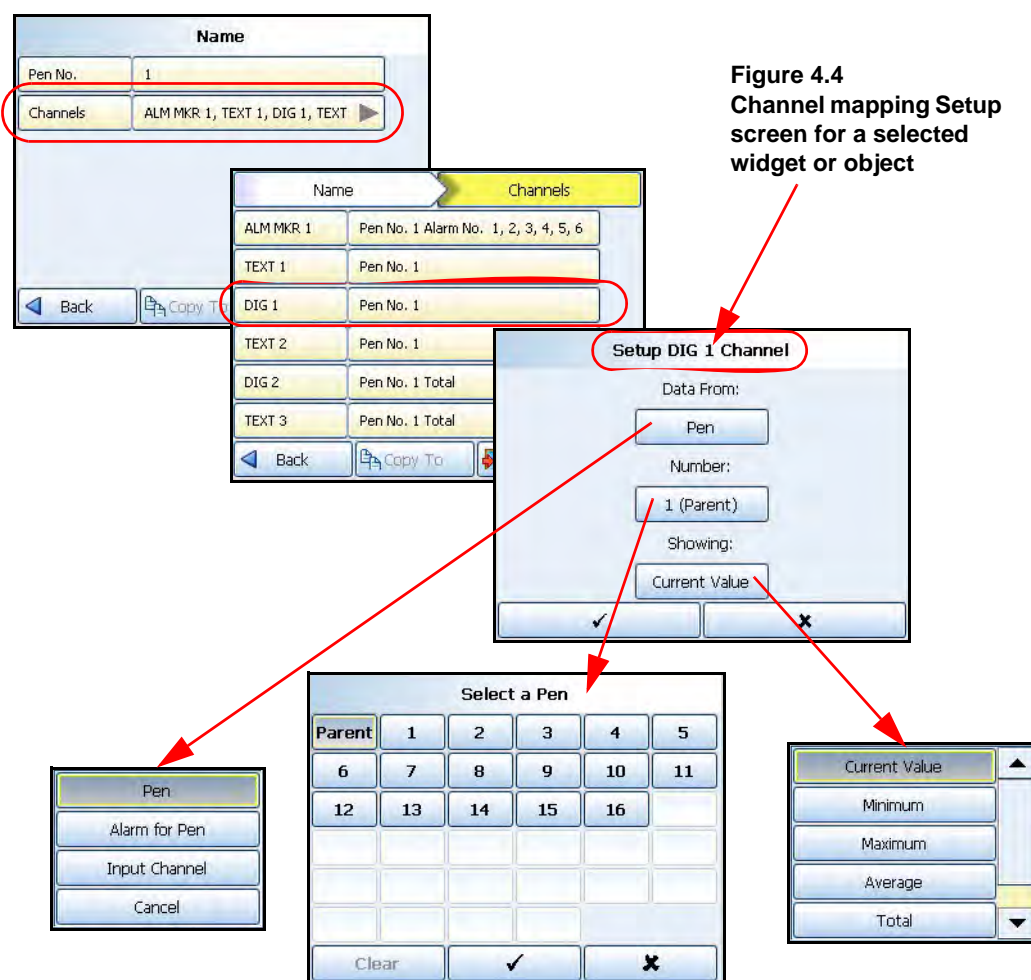 Name
Pen No. 1
Channels ALM MKR 1, TEXT 1, DIG 1, TEXT
Back Copy To
Figure 4.4
Channel mapping Setup
screen for a selected
widget or object
Name Channels
ALM MKR 1 Pen No. 1 Alarm No. 1, 2, 3, 4, 5, 6
TEXT 1 Pen No. 1
DIG 1 Pen No. 1
TEXT 2 Pen No. 1
DIG 2 Pen No. 1 Total
TEXT 3 Pen No. 1 Total
Back Copy To
Setup DIG 1 Channel
Data From:
Pen
Number:
1 (Parent)
Showing:
Current Value
✓ ✖
Pen
Alarm for Pen
Input Channel
Cancel
Select a Pen
Parent 1 2 3 4 5
6 7 8 9 10 11
12 13 14 15 16
Clear ✓ ✖
Current Value
Minimum
Maximum
Average
Total